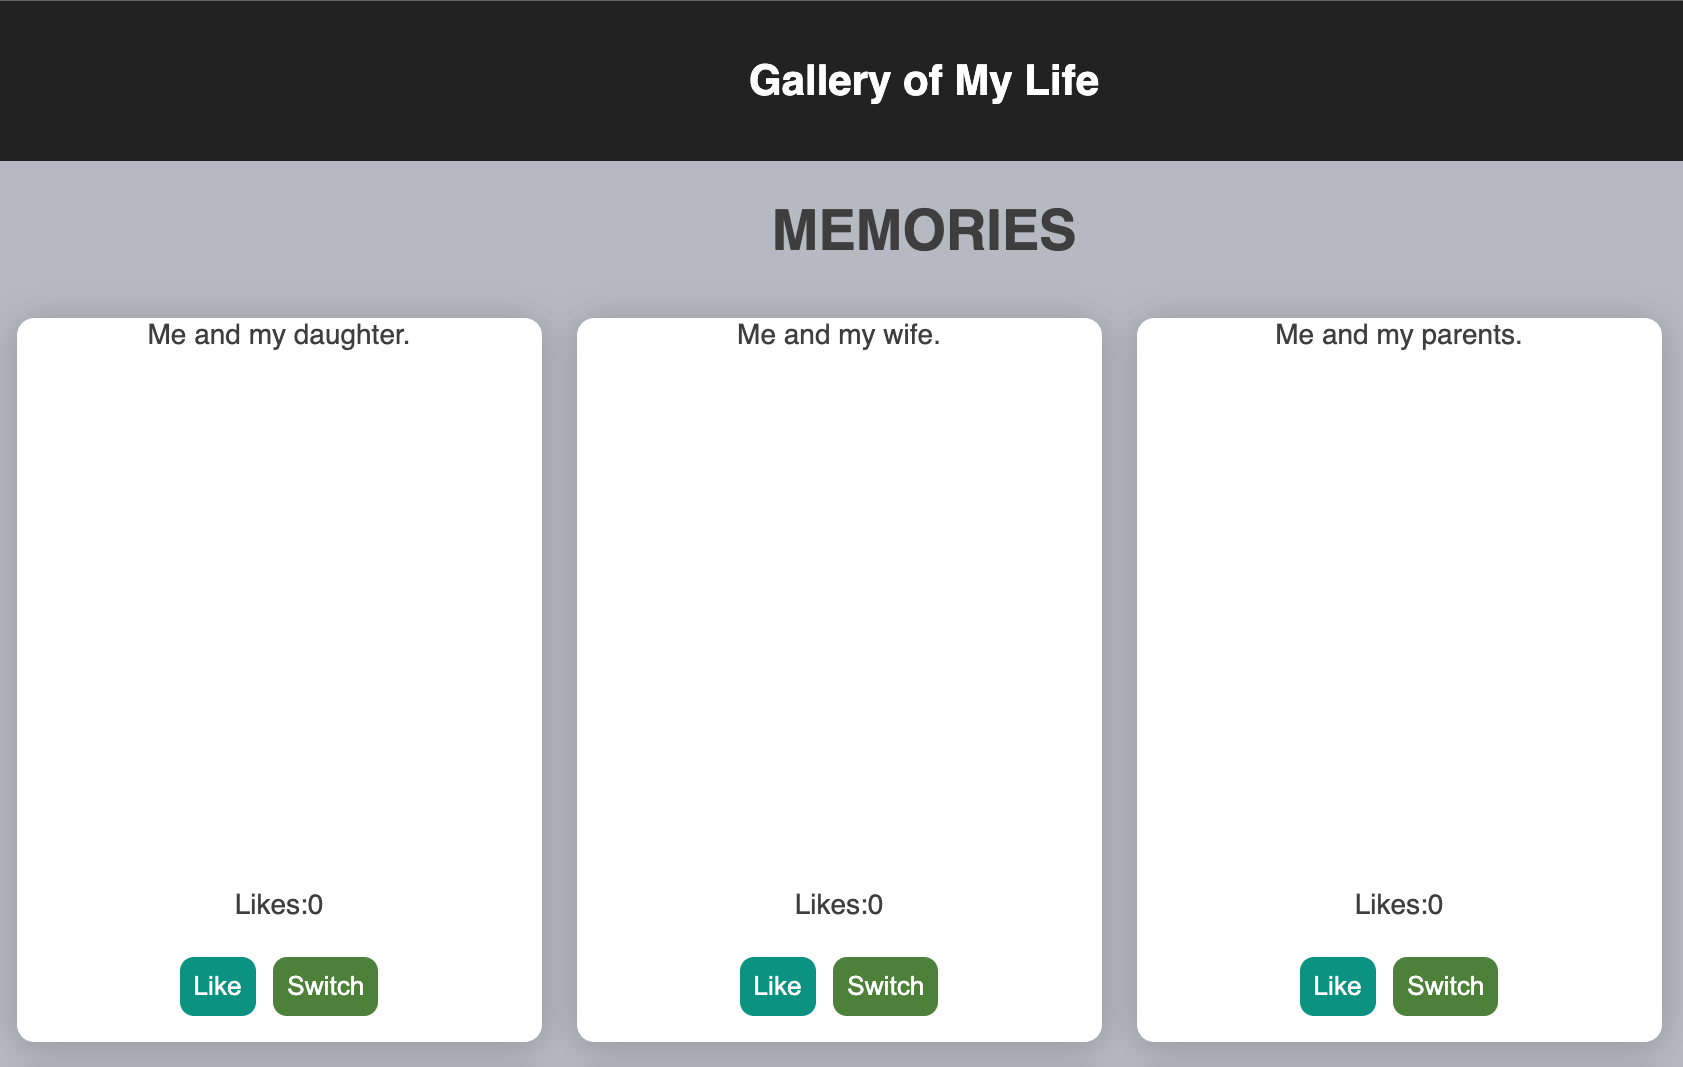 Gallery of My Life
MEMORIES
Me and my daughter.
Likes:0
Like
Switch
Me and my wife.
Likes:0
Like
Switch
Me and my parents.
Likes:0
Like
Switch